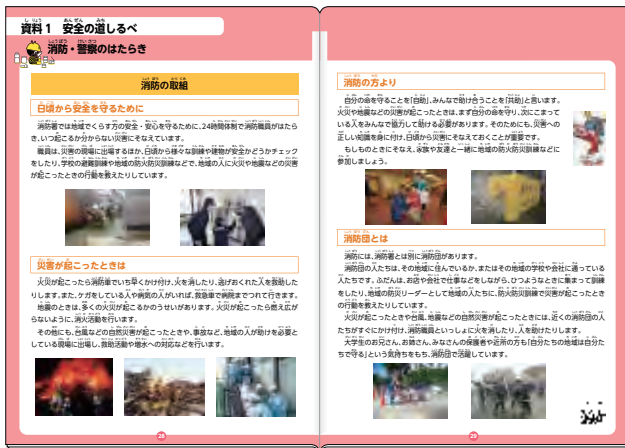 資料1 安全の道しるべ
消防・警察のはたらき
消防の取組
日頃から安全を守るために
消防署では地域でくらす方の安全・安心を守るために、24時間体制で消防職員がはたら
き、いつ起こるか分からない災害にそなえています。
職員は、災害の現場に出場するほか、日頃から様々な訓練や建物が安全かどうかチェック
をしたり、学校の避難訓練や地域の防火防災訓練などで、地域の人に火災や地震などの災害
が起こったときの行動を教えたりしています。
災害が起こったときは
火災が起こったら消防車でいち早くかけ付け、火を消したり、逃げおくれた人を救助した
りします。また、ケガをしている人や病気の人がいれば、救急車で病院までつれて行きます。
地震のときは、多くの火災が起こるかのうせいがあります。火災が起こったら燃え広が
らないように、消火活動を行います。
その他にも、台風などの自然災害が起こったときや、事故など、地域の人が助けを必要と
している現場に出場し、救助活動や増水への対応などを行います。
28
消防の方より
自分の命を守ることを「自助」、みんなで助け合うことを「共助」と言います。
火災や地震などの災害が起こったときは、まず自分の命を守り、次にこまって
いる人をみんなで協力して助ける必要があります。そのためにも、災害への
正しい知識を身に付け、日頃から災害にそなえておくことが重要です。
もしものときにそなえ、家族や友達と一緒に地域の防火防災訓練などに
参加しましょう。
消防団とは
消防には、消防署とは別に消防団があります。
消防団の人たちは、その地域に住んでいるか、またはその地域の学校や会社に通っている
人たちです。ふだんは、お店や会社で仕事などをしながら、ひつようなときに集まって訓練
をしたり、地域の防災リーダーとして地域の人たちに、防火防災訓練で災害が起こったとき
の行動を教えたりしています。
火災が起こったときや台風、地震などの自然災害が起こったときには、近くの消防団の人
たちがすぐにかけ付け、消防職員といっしょに火を消したり、人を助けたりします。
大学生のお兄さん、お姉さん、みなさんの保護者や近所の方も「自分たちの地域は自分た
ちで守る」という気持ちをもち、消防団で活躍しています。
29